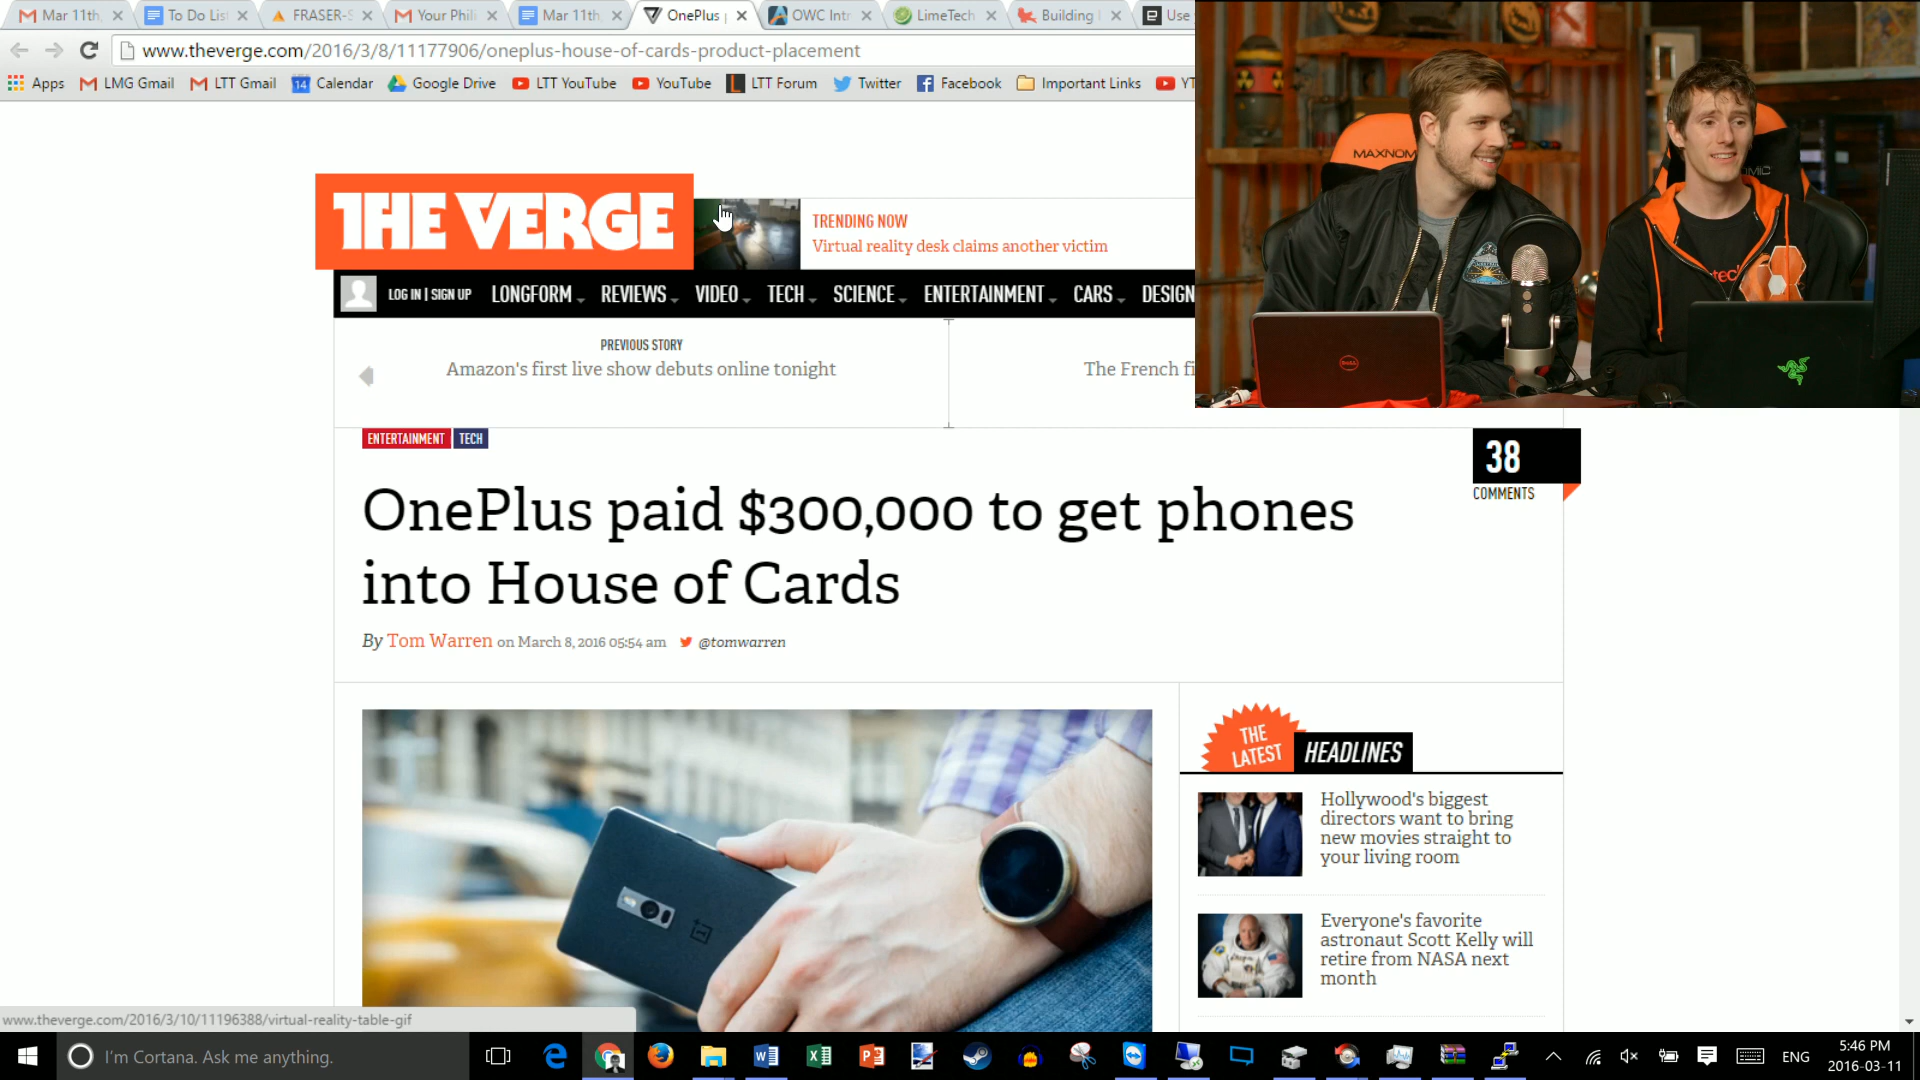 Mar 11th,
To Do Lis
FRASER-S
Your Phil
Mar 11th,
OnePlus
OWC Intr
LimeTech
Building
Use
www.theverge.com/2016/3/8/11177906/oneplus-house-of-cards-product-placement
Apps
LMG Gmail
LTT Gmail
14
Calendar
Google Drive
LTT YouTube
YouTube
LTT Forum
Twitter
Facebook
Important Links
YT
MAXNOM
OMIC
THE VERGE
TRENDING NOW
Virtual reality desk claims another victim
LOG IN | SIGN UP
LONGFORM
REVIEWS
VIDEO
TECH
SCIENCE
ENTERTAINMENT
CARS
DESIGN
tech
DELL
PREVIOUS STORY
Amazon's first live show debuts online tonight
The French fi
ENTERTAINMENT
TECH
38
COMMENTS
OnePlus paid $300,000 to get phones
into House of Cards
By Tom Warren on March 8, 2016 05:54 am @tomwarren
THE
LATEST
HEADLINES
Hollywood's biggest
directors want to bring
new movies straight to
your living room
Everyone's favorite
astronaut Scott Kelly will
retire from NASA next
month
www.theverge.com/2016/3/10/11196388/virtual-reality-table-gif
I'm Cortana. Ask me anything.
ENG
5:46 PM
2016-03-11